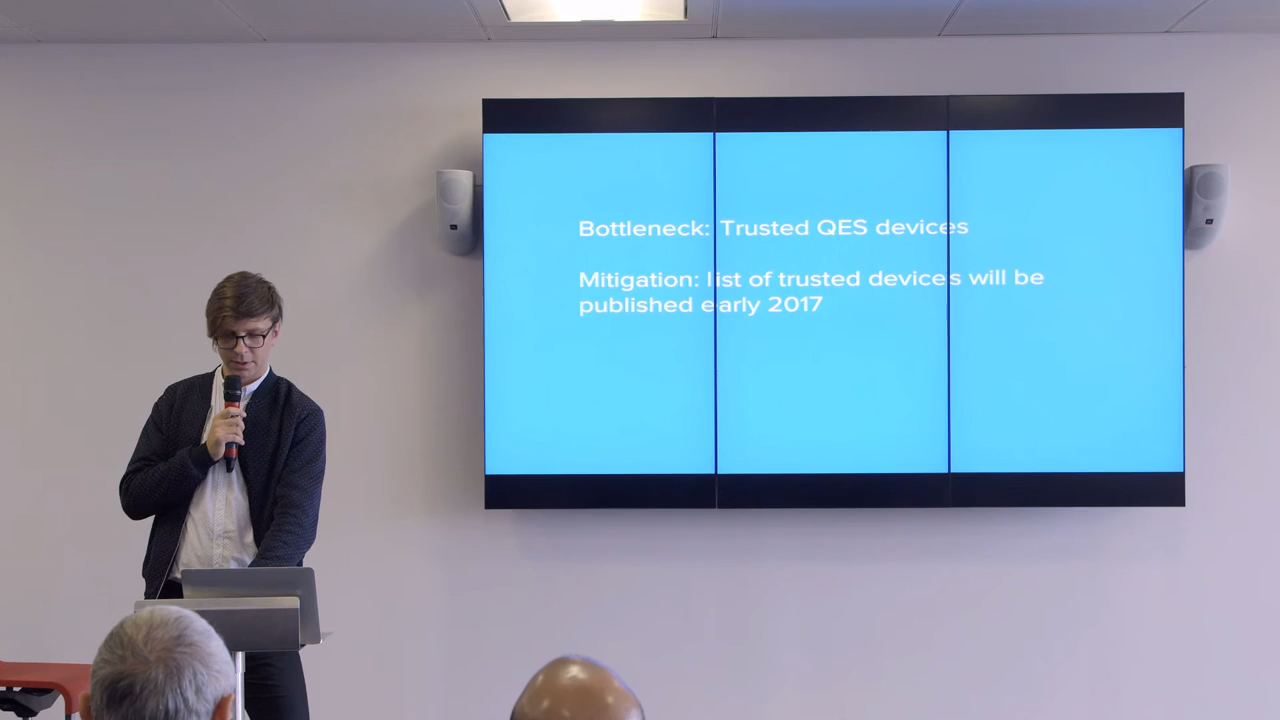 Bottleneck: Trusted QES devices
Mitigation: list of trusted devices will be
published early 2017